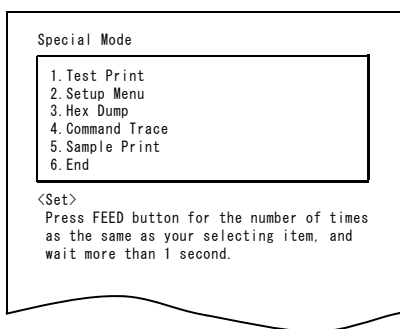 Special Mode
1.Test Print
2.Setup Menu
3.Hex Dump
4.Command Trace
5.Sample Print
6.End
<Set>
Press FEED button for the number of times
as the same as your selecting item, and
wait more than 1 second.